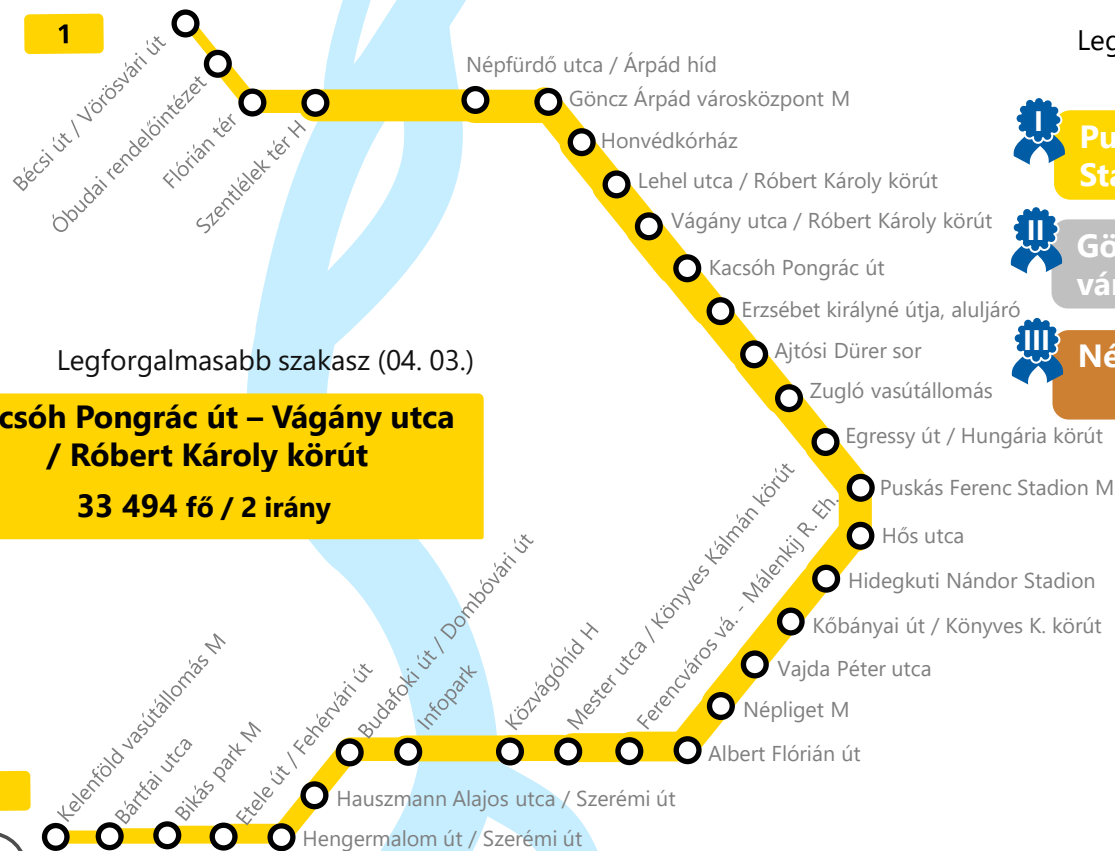 1
Bécsi út / Vörösvári út
Óbudai rendelőintézet
Flórián tér
Szentlélek tér H
Népfürdő utca / Árpád híd
Göncz Árpád városközpont M
Honvédkórház
Lehel utca / Róbert Károly körút
Vágány utca / Róbert Károly körút
Kacsóh Pongrác út
Erzsébet királyné útja, aluljáró
Ajtósi Dürer sor
Zugló vasútállomás
Egressy út / Hungária körút
Puskás Ferenc Stadion M
Hős utca
Hidegkuti Nándor Stadion
Kőbányai út / Könyves K. körút
Vajda Péter utca
Népliget M
Albert Flórián út
Ferencváros vá. - Málenkij R. Eh.
Mester utca / Könyves Kálmán körút
Közvágóhíd H
Infopark
Budafoki út / Dombóvári út
Hauszmann Alajos utca / Szerémi út
Hengermalom út / Szerémi út
Etele út / Fehérvári út
Bikás park M
Bártfai utca
Kelenföld vasútállomás M
Legforgalmasabb szakasz (04. 03.)
csóh Pongrác út – Vágány utca
/ Róbert Károly körút
33 494 fő / 2 irány
Leg
I
Pu
Sta
II
Gö
vár
III
Né